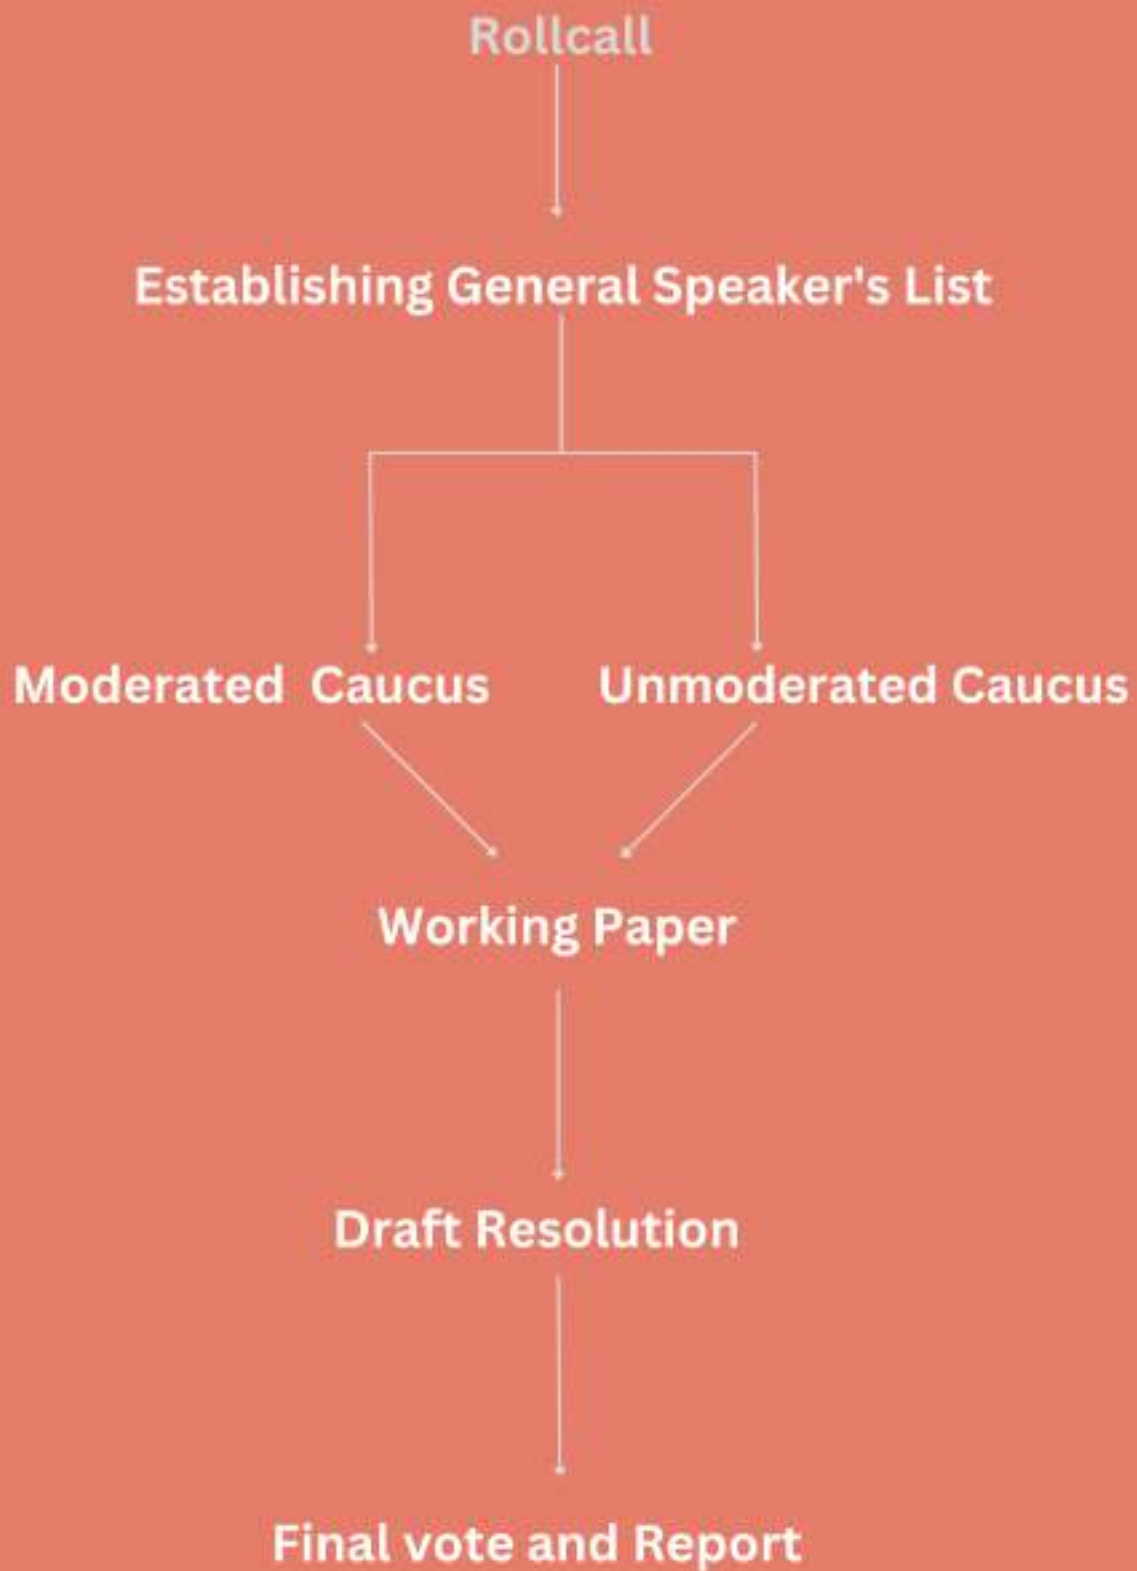 Rollcall
Establishing General Speaker's List
Moderated Caucus
Unmoderated Caucus
Working Paper
Draft Resolution
Final vote and Report